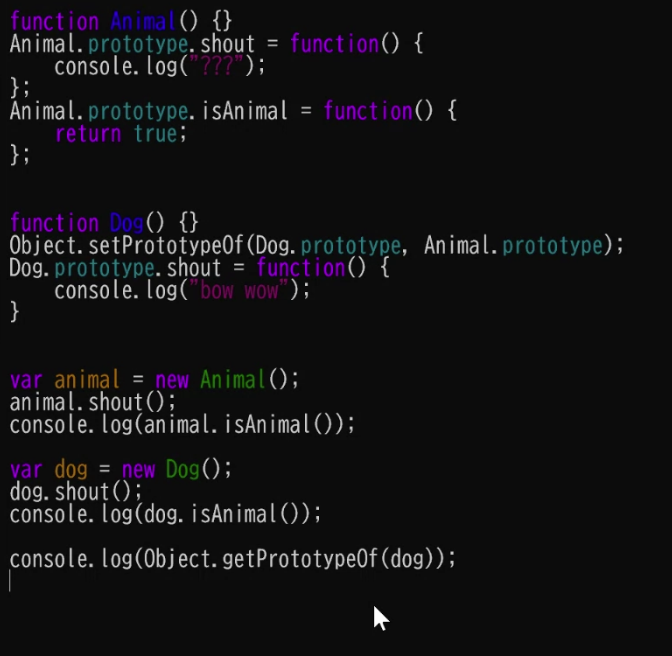 function Animal() {}
Animal.prototype.shout = function() {
    console.log("???");
};
Animal.prototype.isAnimal = function() {
    return true;
};
function Dog() {}
Object.setPrototypeOf(Dog.prototype, Animal.prototype);
Dog.prototype.shout = function() {
    console.log("bow wow");
}
var animal = new Animal();
animal.shout();
console.log(animal.isAnimal());
var dog = new Dog();
dog.shout();
console.log(dog.isAnimal());
console.log(Object.getPrototypeOf(dog));